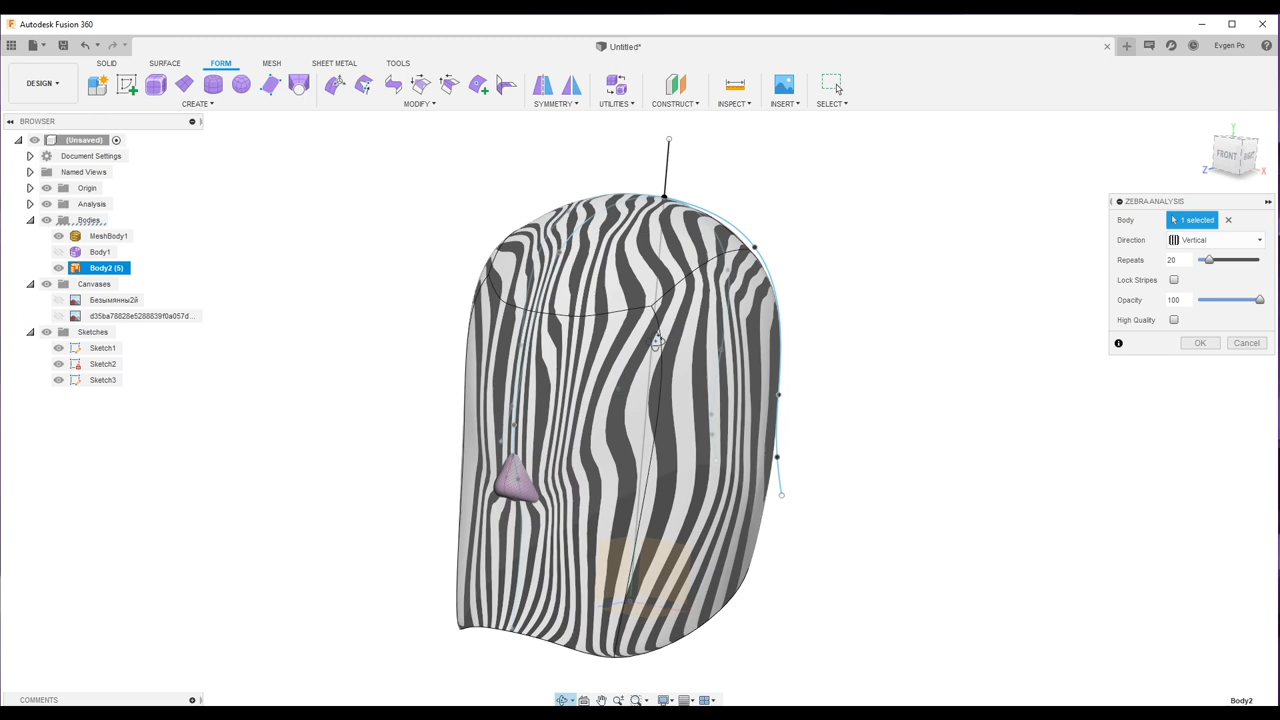 Autodesk Fusion 360
Untitled*
Evgen Po
DESIGN
SOLID
SURFACE
FORM
MESH
SHEET METAL
TOOLS
CREATE
MODIFY
SYMMETRY
UTILITIES
CONSTRUCT
INSPECT
INSERT
SELECT
BROWSER
(Unsaved)
Document Settings
Named Views
Origin
Analysis
Bodies
MeshBody1
Body1
Body2 (5)
Canvases
Безымянны2й
d35ba78828e5288839f0a057d...
Sketches
Sketch1
Sketch2
Sketch3
Y
FRONT
Z
X
ZEBRA ANALYSIS
Body
1 selected
Direction
Vertical
Repeats
20
Lock Stripes
Opacity
100
High Quality
OK
Cancel
COMMENTS
Body2